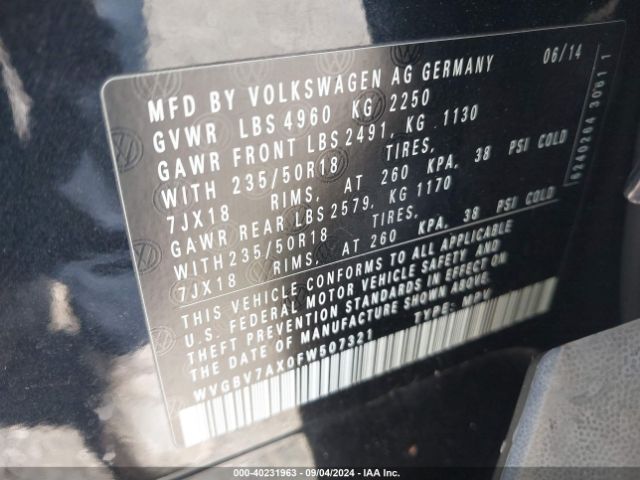 MFD BY VOLKSWAGEN AG GERMANY 06/14
GVWR LBS 4960 KG 2250
GAWR FRONT LBS 2491, KG 1130
WITH 235/50R18 TIRES,
7JX18 RIMS, AT 260 KPA, 38 PSI COLD
GAWR REAR LBS 2579, KG 1170
WITH 235/50R18 TIRES,
7JX18 RIMS, AT 260 KPA, 38 PSI COLD
THIS VEHICLE CONFORMS TO ALL APPLICABLE
U.S. FEDERAL MOTOR VEHICLE SAFETY AND
THEFT PREVENTION STANDARDS IN EFFECT ON
THE DATE OF MANUFACTURE SHOWN ABOVE.
WVGBV7AX0FW507321 TYPE: MPV
000-40231963 - 09/04/2024 - IAA Inc.